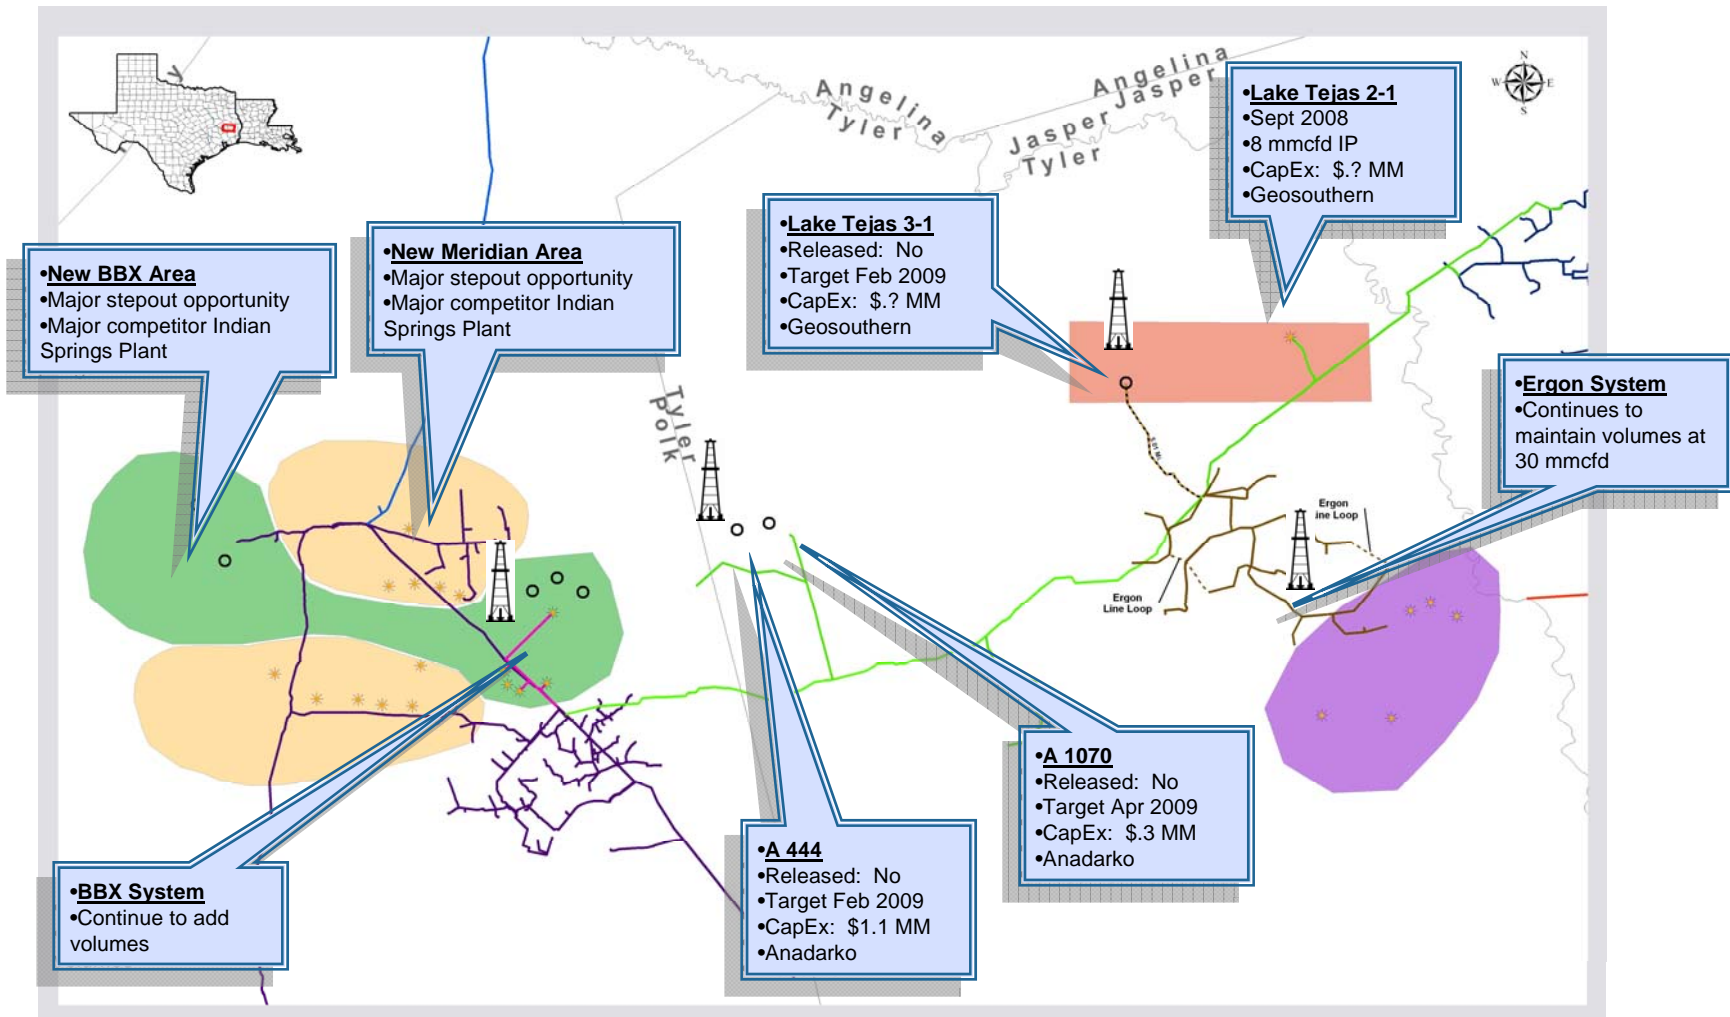 y
Angelina
Tyler
Angelina
Jasper
Jasper
Tyler
N
W
E
S
•Lake Tejas 2-1
•Sept 2008
•8 mmcfd IP
•CapEx:  $.? MM
•Geosouthern
•Lake Tejas 3-1
•Released:  No
•Target Feb 2009
•CapEx:  $.? MM
•Geosouthern
•New BBX Area
•Major stepout opportunity
•Major competitor Indian
Springs Plant
•New Meridian Area
•Major stepout opportunity
•Major competitor Indian
Springs Plant
•Ergon System
•Continues to
maintain volumes at
30 mmcfd
Tyler
Polk
Ergon
ine Loop
Ergon
Line Loop
•A 1070
•Released:  No
•Target Apr 2009
•CapEx:  $.3 MM
•Anadarko
•A 444
•Released:  No
•Target Feb 2009
•CapEx:  $1.1 MM
•Anadarko
•BBX System
•Continue to add
volumes